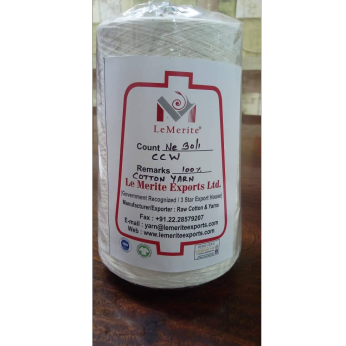 LeMerite®
Count Ne 30/1
CCW
Remarks 100%
COTTON YARN
Le Merite Exports Ltd.
(Government Recognized / 3 Star Export House)
Manufacturer/Exporter : Raw Cotton & Yarns
Fax : +91.22.28579207
E-mail : yarn@lemeriteexports.com
Web : www.lemeriteexports.com